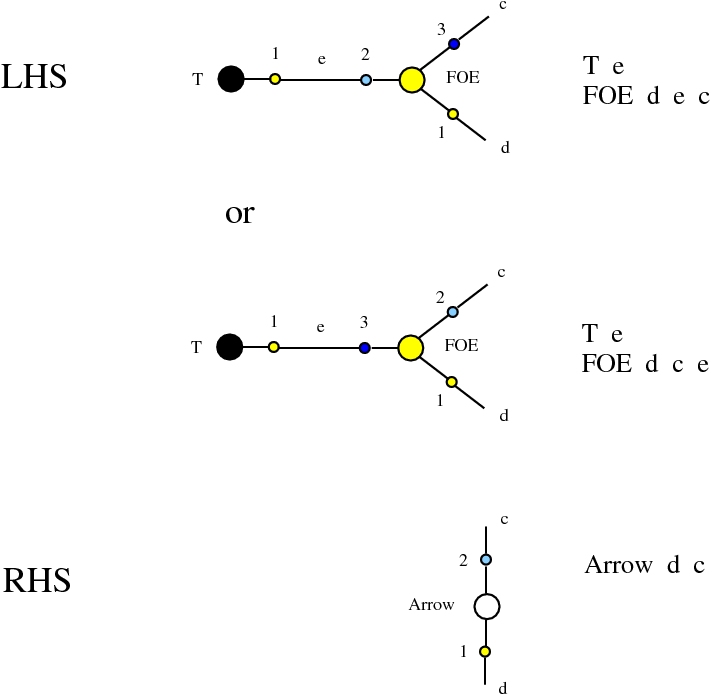 c
3
1 e 2
LHS T FOE T e
FOE d e c
1
d
or
c
2
1 e 3
T FOE T e
FOE d c e
1
d
c
2
Arrow d c
RHS Arrow
1
d